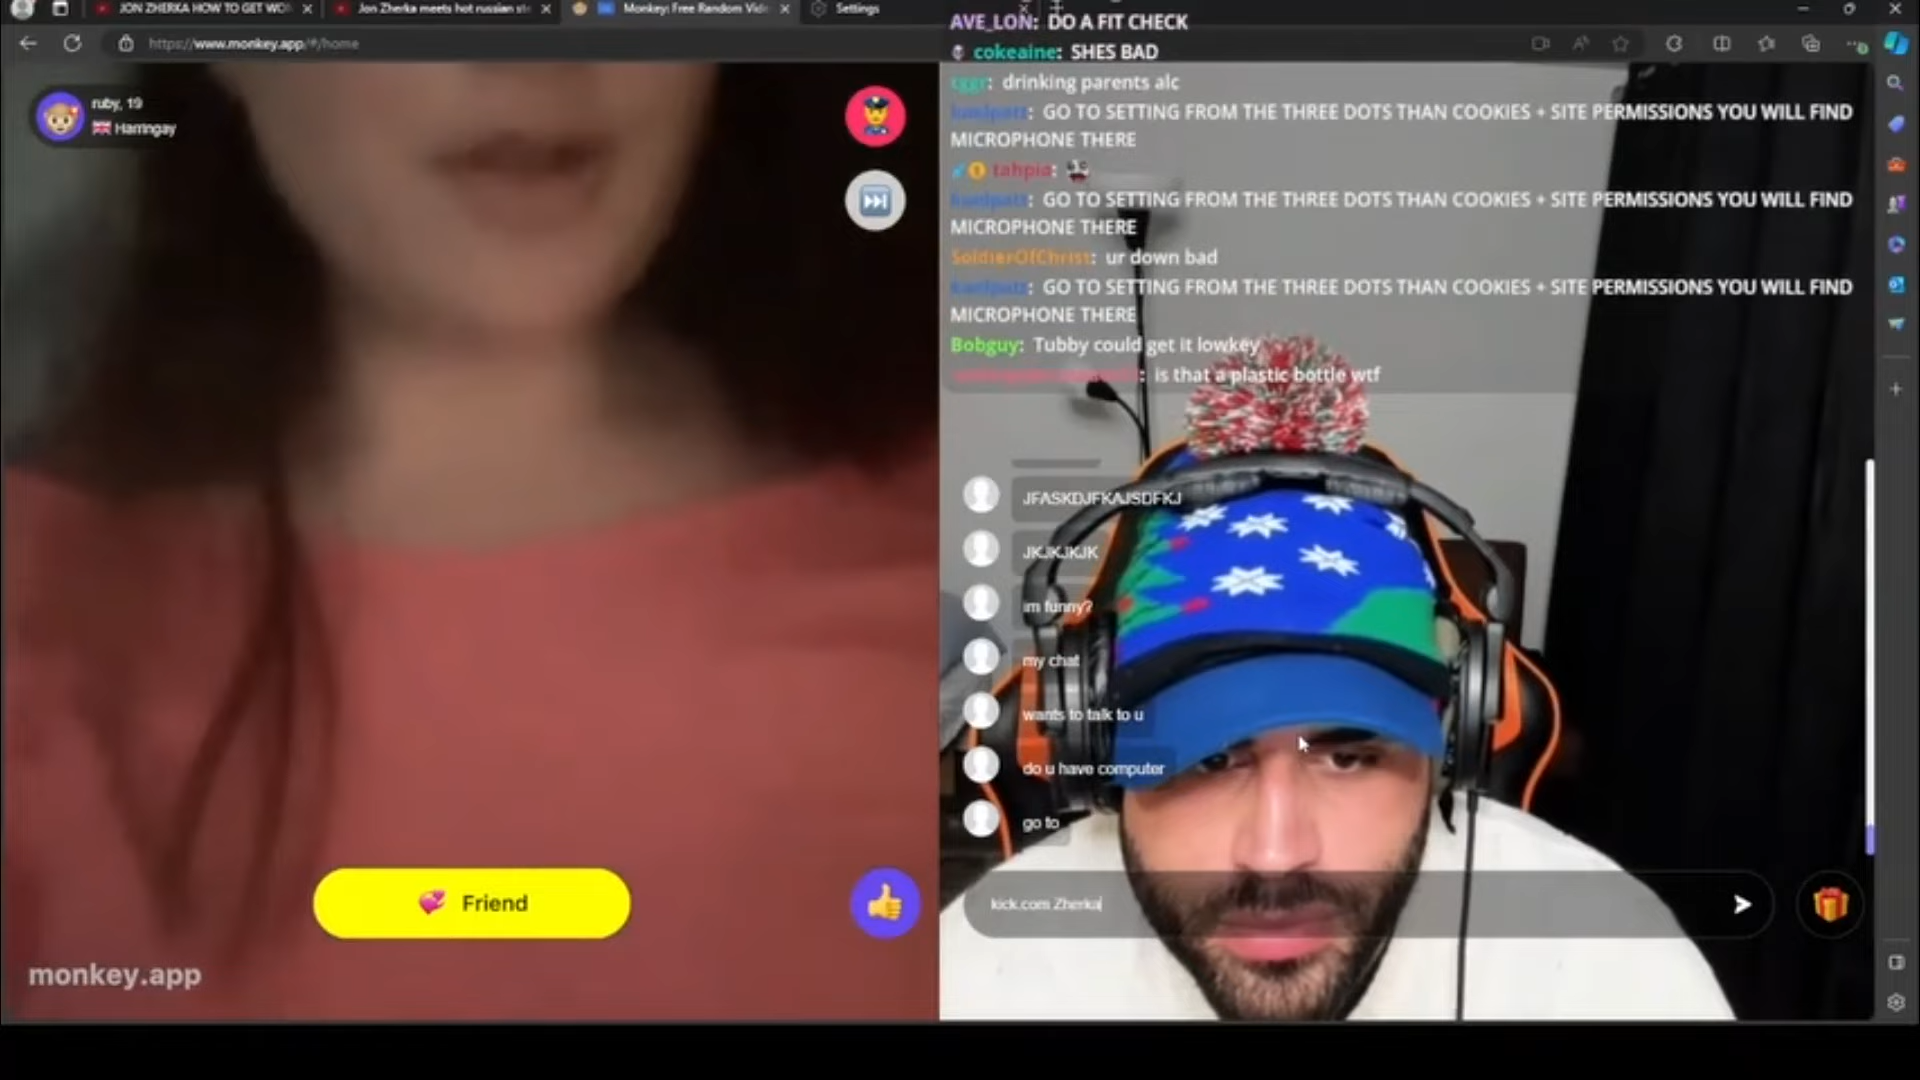 JON ZHERKA HOW TO GET WO
Jon Zherka meets hot russian st
Monkey: Free Random Vid
Settings
https://www.monkey.app/*/home
ruby, 19
Harringay
Friend
monkey.app
AVE_LON: DO A FIT CHECK
cokeaine: SHES BAD
drinking parents alc
GO TO SETTING FROM THE THREE DOTS THAN COOKIES + SITE PERMISSIONS YOU WILL FIND
MICROPHONE THERE
tahpia:
GO TO SETTING FROM THE THREE DOTS THAN COOKIES + SITE PERMISSIONS YOU WILL FIND
MICROPHONE THERE
SoldierOfChrist: ur down bad
GO TO SETTING FROM THE THREE DOTS THAN COOKIES + SITE PERMISSIONS YOU WILL FIND
MICROPHONE THERE
Bobguy: Tubby could get it lowkey
: is that a plastic bottle wtf
JFASKDJFKAJSDFKJ
JKJKJKJK
im funny?
my chat
wants to talk to u
do u have computer
go to
kick.com Zherka